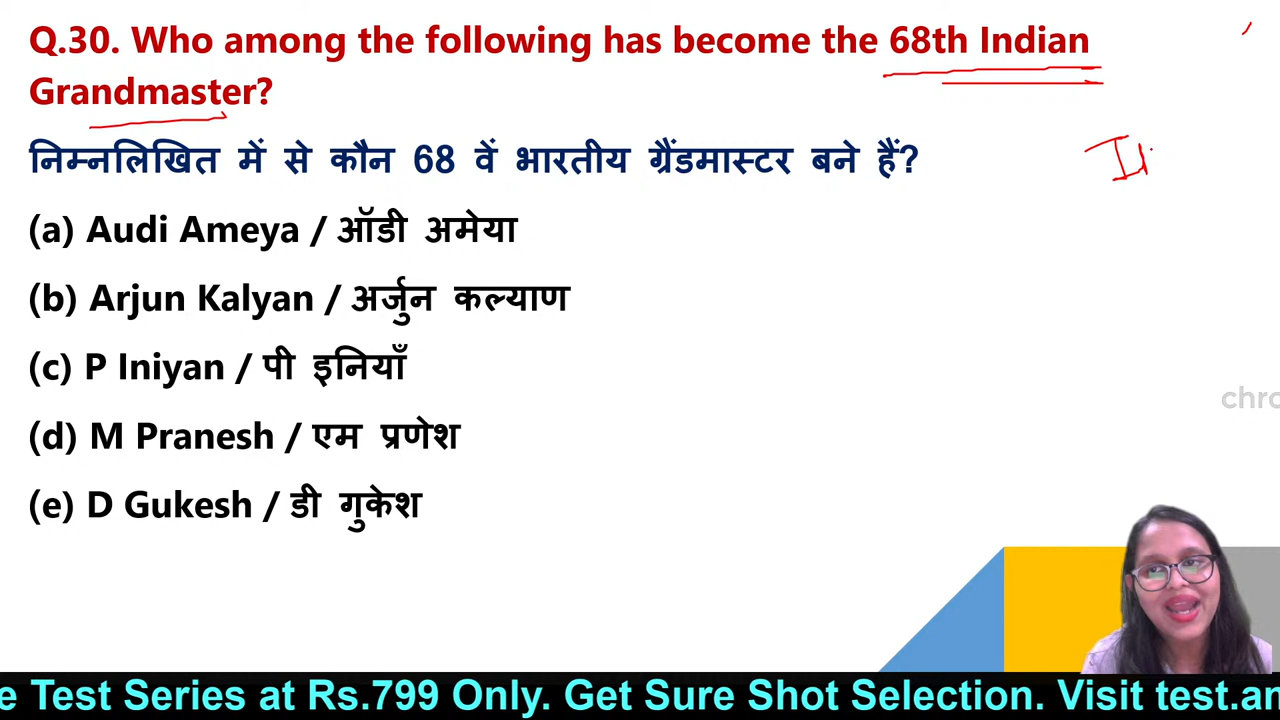 Q.30. Who among the following has become the 68th Indian
Grandmaster?
निम्नलिखित में से कौन 68 वें भारतीय ग्रैंडमास्टर बने हैं?
(a) Audi Ameya / ऑडी अमेया
(b) Arjun Kalyan / अर्जुन कल्याण
(c) P Iniyan / पी इनियाँ
(d) M Pranesh / एम प्रणेश
(e) D Gukesh / डी गुकेश
chro
e Test Series at Rs.799 Only. Get Sure Shot Selection. Visit test.an